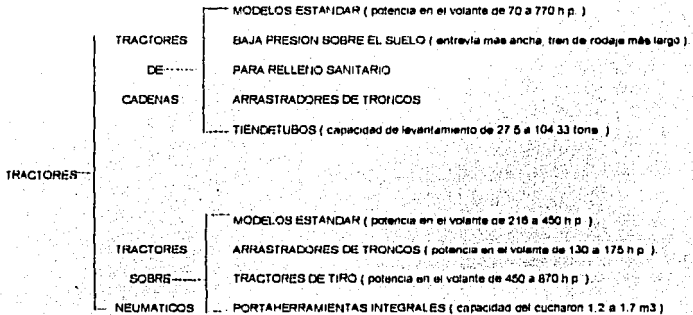 MODELOS ESTANDAR ( potencia en el volante de 70 a 770 h p. )
TRACTORES BAJA PRESION SOBRE EL SUELO ( entrevia mas ancha, tren de rodaje más largo ).
DE PARA RELLENO SANITARIO
CADENAS ARRASTRADORES DE TRONCOS
TIENDETUBOS ( capacidad de levantamiento de 27.5 a 104.33 tons. )
TRACTORES
MODELOS ESTANDAR ( potencia en el volante de 216 a 450 h p ).
TRACTORES ARRASTRADORES DE TRONCOS ( potencia en el volante de 130 a 175 h p ).
SOBRE TRACTORES DE TIRO ( potencia en el volante de 450 a 870 h p ).
NEUMATICOS PORTAHERRAMIENTAS INTEGRALES ( capacidad del cucharon 1.2 a 1.7 m3 )